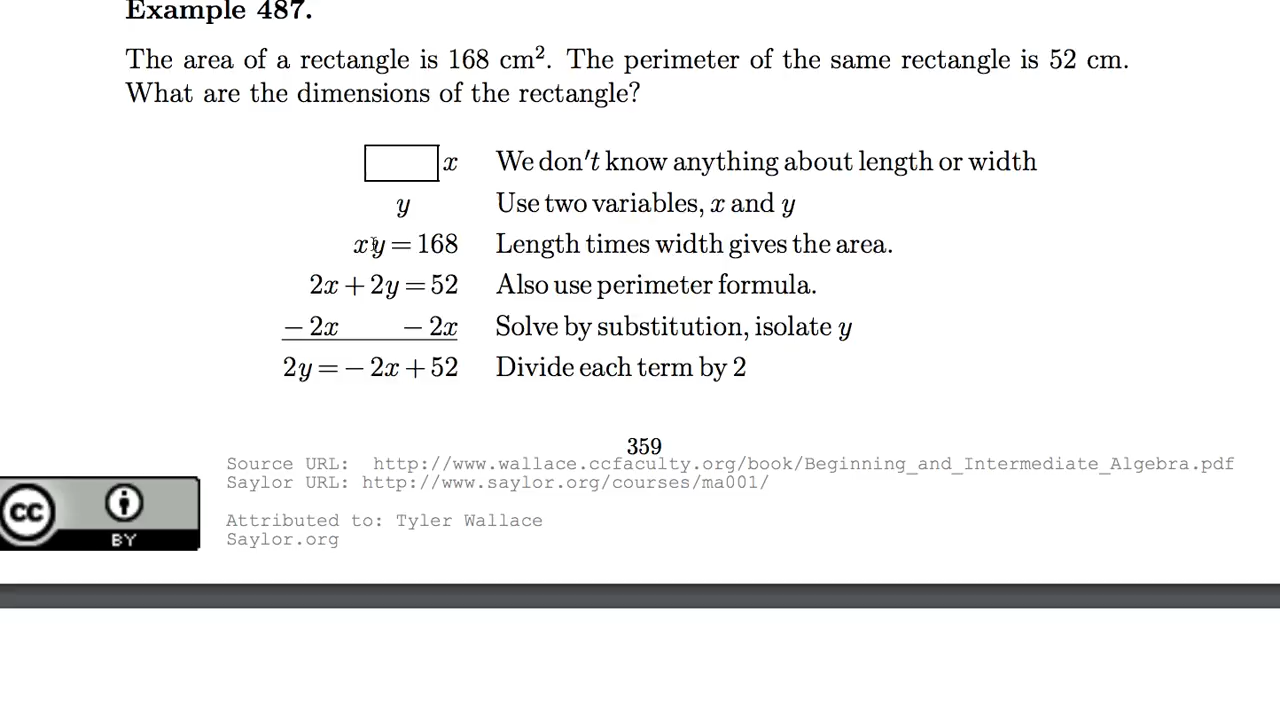 Example 487.
The area of a rectangle is 168 cm². The perimeter of the same rectangle is 52 cm.
What are the dimensions of the rectangle?
x We don't know anything about length or width
y Use two variables, x and y
xy = 168 Length times width gives the area.
2x + 2y = 52 Also use perimeter formula.
− 2x − 2x Solve by substitution, isolate y
2y = − 2x + 52 Divide each term by 2
359
Source URL: http://www.wallace.ccfaculty.org/book/Beginning_and_Intermediate_Algebra.pdf
Saylor URL: http://www.saylor.org/courses/ma001/
Attributed to: Tyler Wallace
Saylor.org
cc
BY